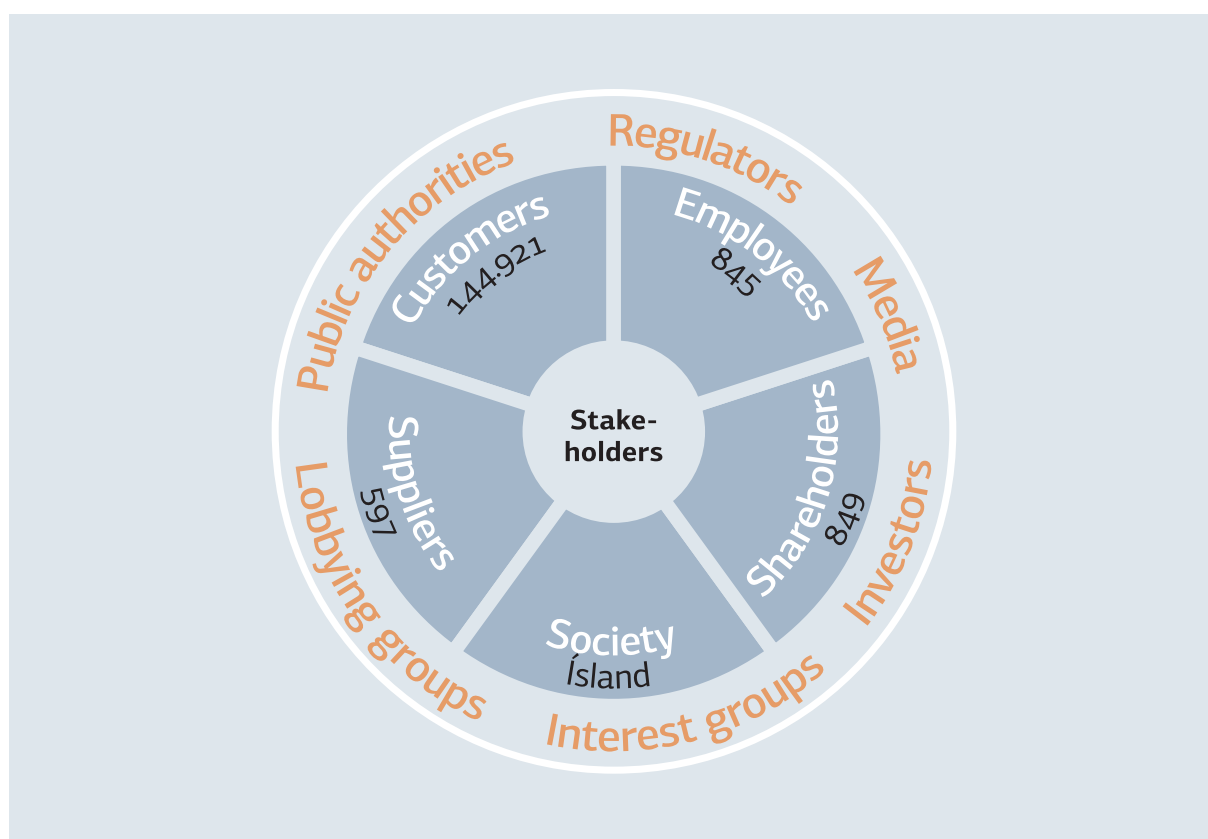 Stake-
holders
Customers
144.921
Employees
845
Shareholders
849
Society
Ísland
Suppliers
597
Public authorities
Regulators
Media
Investors
Interest groups
Lobbying groups